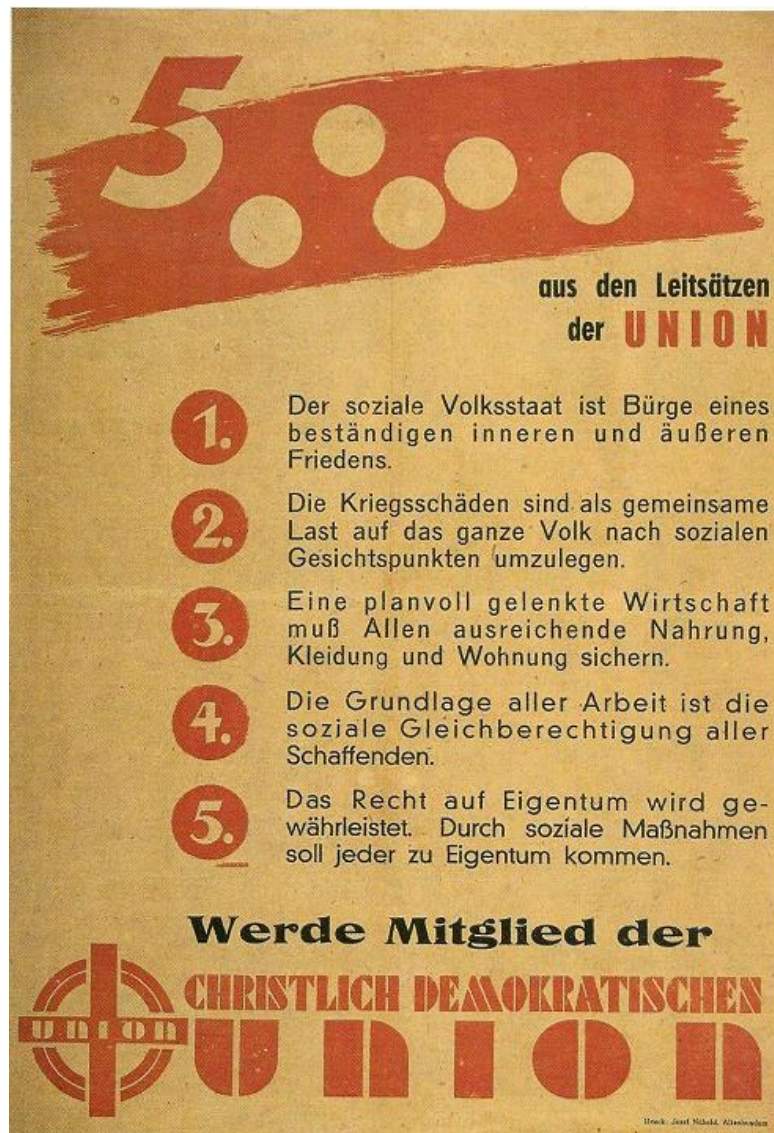 5
aus den Leitsätzen
der UNION
1.
Der soziale Volksstaat ist Bürge eines
beständigen inneren und äußeren
Friedens.
2.
Die Kriegsschäden sind als gemeinsame
Last auf das ganze Volk nach sozialen
Gesichtspunkten umzulegen.
3.
Eine planvoll gelenkte Wirtschaft
muß Allen ausreichende Nahrung,
Kleidung und Wohnung sichern.
4.
Die Grundlage aller Arbeit ist die
soziale Gleichberechtigung aller
Schaffenden.
5.
Das Recht auf Eigentum wird ge-
währleistet. Durch soziale Maßnahmen
soll jeder zu Eigentum kommen.
Werde Mitglied der
CHRISTLICH DEMOKRATISCHEN
UNION
UNION
Druck: Josef